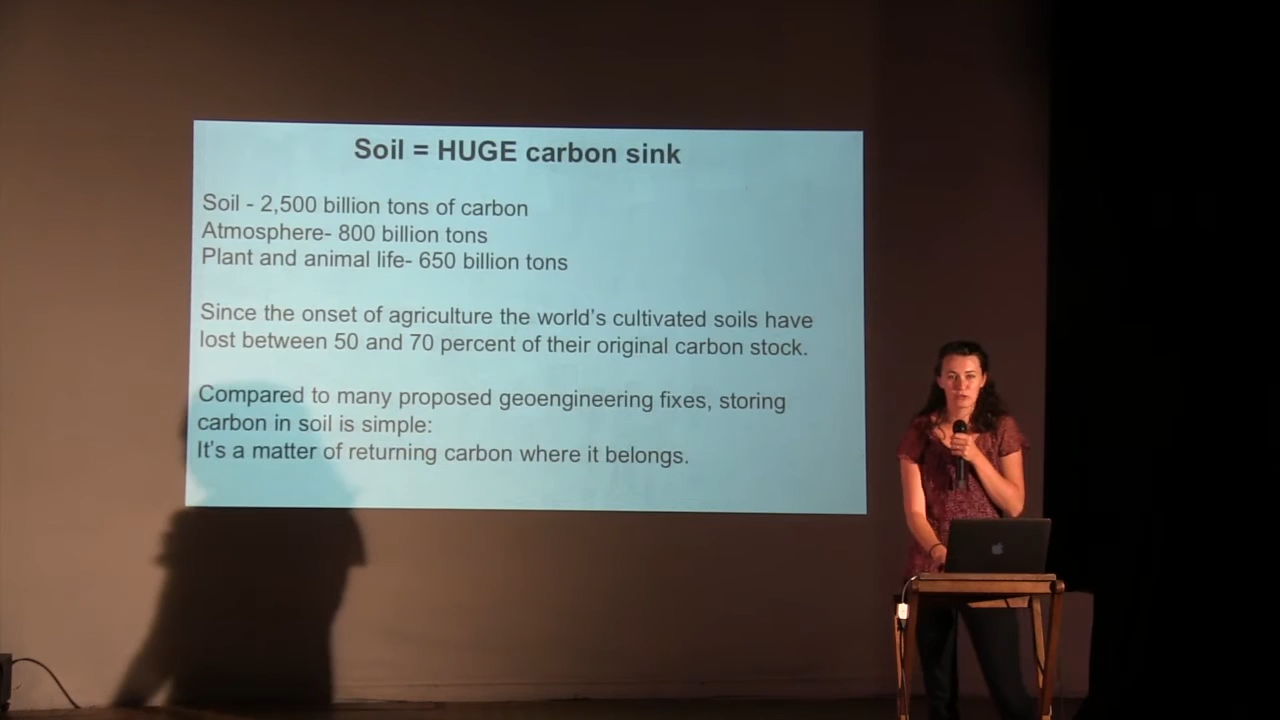 Soil = HUGE carbon sink
Soil - 2,500 billion tons of carbon
Atmosphere- 800 billion tons
Plant and animal life- 650 billion tons
Since the onset of agriculture the world's cultivated soils have
lost between 50 and 70 percent of their original carbon stock.
Compared to many proposed geoengineering fixes, storing
carbon in soil is simple:
It's a matter of returning carbon where it belongs.